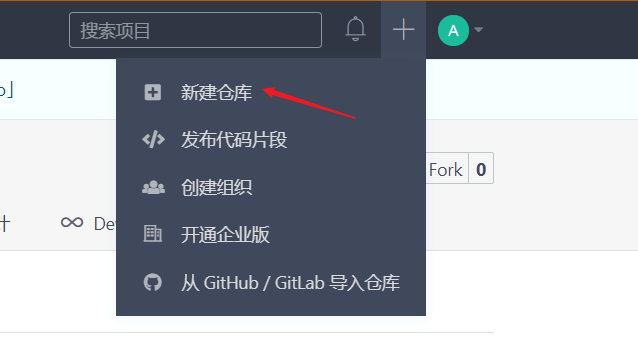 搜索项目
A
o」
新建仓库
发布代码片段
Fork 0
创建组织
计
De
开通企业版
从 GitHub / GitLab 导入仓库